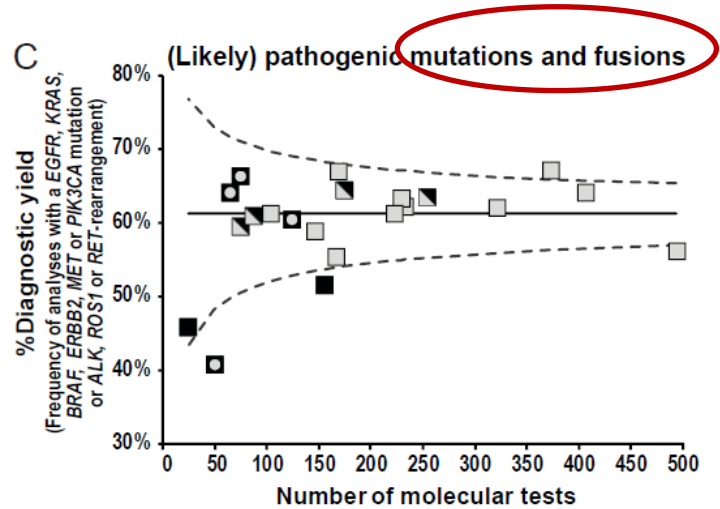 C
(Likely) pathogenic mutations and fusions
%Diagnostic yield
(Frequency of analyses with a EGFR, KRAS,
BRAF, ERBB2, MET or PIK3CA mutation
or ALK, ROS1 or RET-rearrangement)
80%
70%
60%
50%
40%
30%
0 50 100 150 200 250 300 350 400 450 500
Number of molecular tests